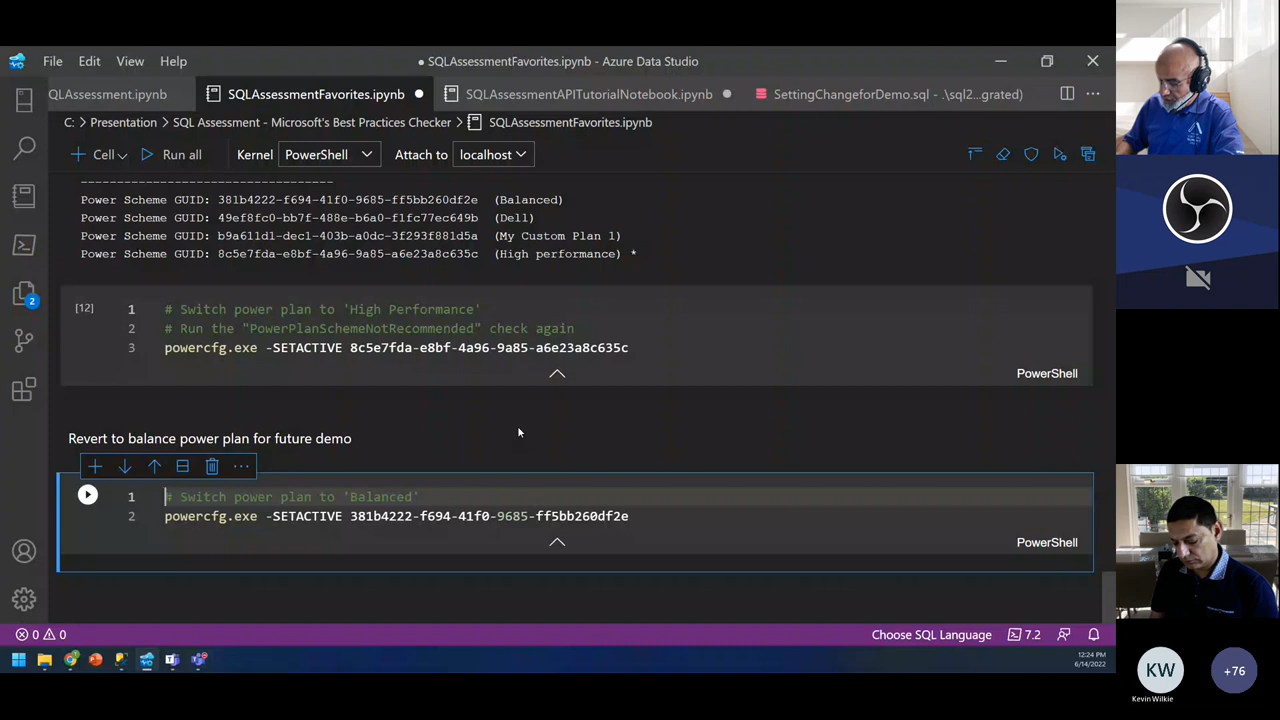 File Edit View Help
● SQLAssessmentFavorites.ipynb - Azure Data Studio
QLAssessment.ipynb
SQLAssessmentFavorites.ipynb ●
SQLAssessmentAPITutorialNotebook.ipynb ●
SettingChangeforDemo.sql - .\sql2...grated)
C: > Presentation > SQL Assessment - Microsoft's Best Practices Checker > SQLAssessmentFavorites.ipynb
+ Cell
Run all
Kernel PowerShell
Attach to localhost
-----------------------------------
Power Scheme GUID: 381b4222-f694-41f0-9685-ff5bb260df2e (Balanced)
Power Scheme GUID: 49ef8fc0-bb7f-488e-b6a0-f1fc77ec649b (Dell)
Power Scheme GUID: b9a611d1-dec1-403b-a0dc-3f293f881d5a (My Custom Plan 1)
Power Scheme GUID: 8c5e7fda-e8bf-4a96-9a85-a6e23a8c635c (High performance) *
[12]
1 # Switch power plan to 'High Performance'
2 # Run the "PowerPlanSchemeNotRecommended" check again
3 powercfg.exe -SETACTIVE 8c5e7fda-e8bf-4a96-9a85-a6e23a8c635c
PowerShell
Revert to balance power plan for future demo
1 # Switch power plan to 'Balanced'
2 powercfg.exe -SETACTIVE 381b4222-f694-41f0-9685-ff5bb260df2e
PowerShell
2
0 0
Choose SQL Language
7.2
12:24 PM
6/14/2022
KW
Kevin Wilkie
+76